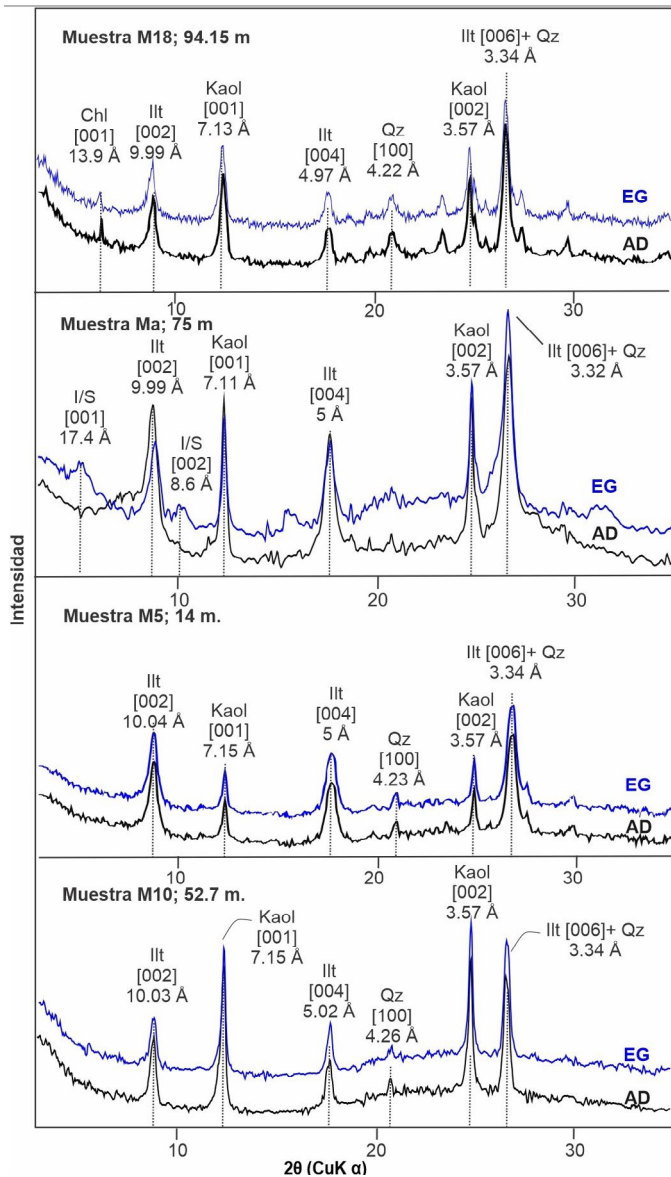 Muestra M18; 94.15 m
Ilt [006]+ Qz
3.34 Å
Chl
[001]
13.9 Å
Ilt
[002]
9.99 Å
Kaol
[001]
7.13 Å
Ilt
[004]
4.97 Å
Qz
[100]
4.22 Å
Kaol
[002]
3.57 Å
EG
AD
10
20
30
Muestra Ma; 75 m
I/S
[001]
17.4 Å
Ilt
[002]
9.99 Å
I/S
[002]
8.6 Å
Kaol
[001]
7.11 Å
Ilt
[004]
5 Å
Kaol
[002]
3.57 Å
Ilt [006]+ Qz
3.32 Å
EG
AD
10
20
30
Intensidad
Muestra M5; 14 m.
Ilt
[002]
10.04 Å
Kaol
[001]
7.15 Å
Ilt
[004]
5 Å
Qz
[100]
4.23 Å
Kaol
[002]
3.57 Å
Ilt [006]+ Qz
3.34 Å
EG
AD
10
20
30
Muestra M10; 52.7 m.
Ilt
[002]
10.03 Å
Kaol
[001]
7.15 Å
Ilt
[004]
5.02 Å
Qz
[100]
4.26 Å
Kaol
[002]
3.57 Å
Ilt [006]+ Qz
3.34 Å
EG
AD
10
20
30
2θ (CuK α)